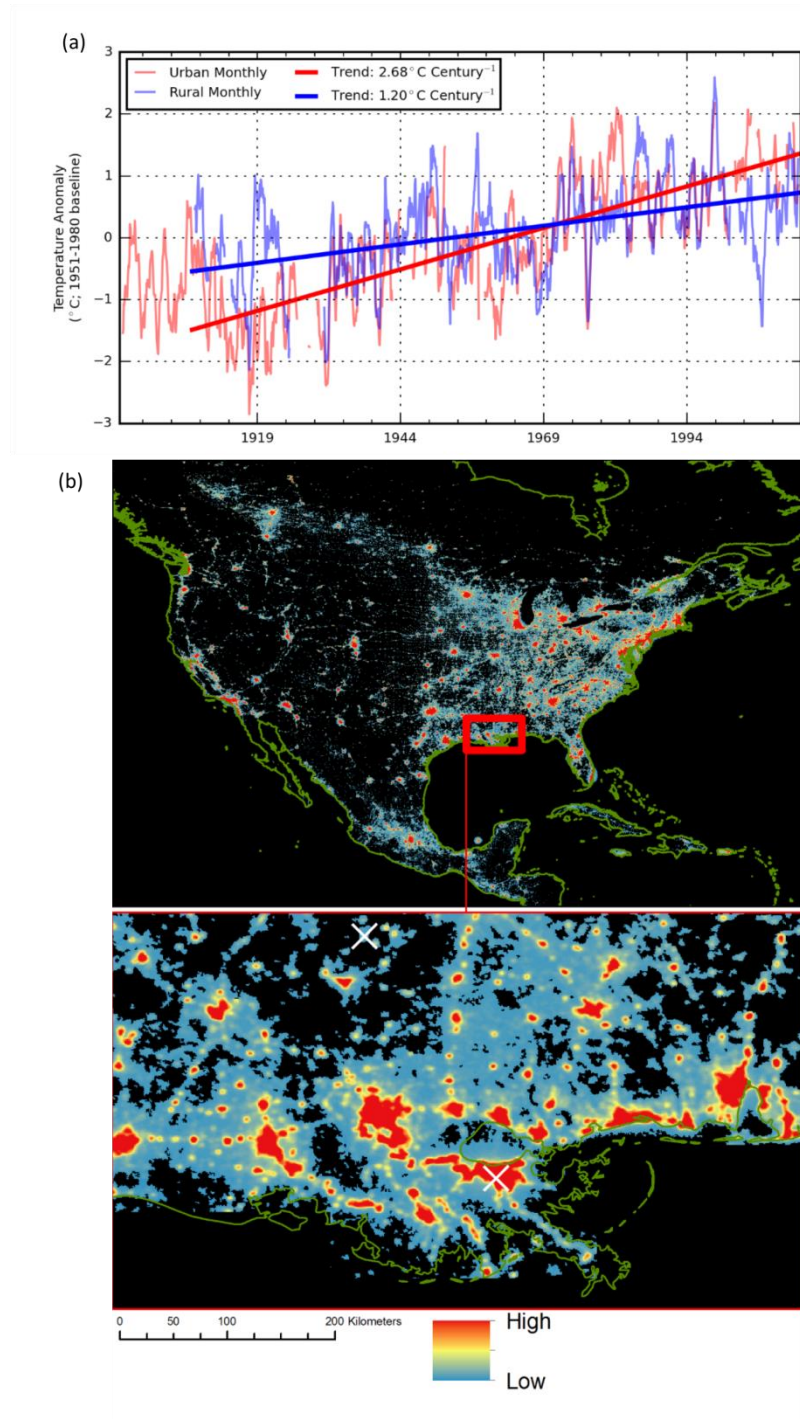 (a)
3
2
1
0
−1
−2
−3
Temperature Anomaly
(°C; 1951-1980 baseline)
Urban Monthly
Rural Monthly
Trend: 2.68°C Century⁻¹
Trend: 1.20°C Century⁻¹
1919
1944
1969
1994
(b)
0 50 100 200 Kilometers
High
Low